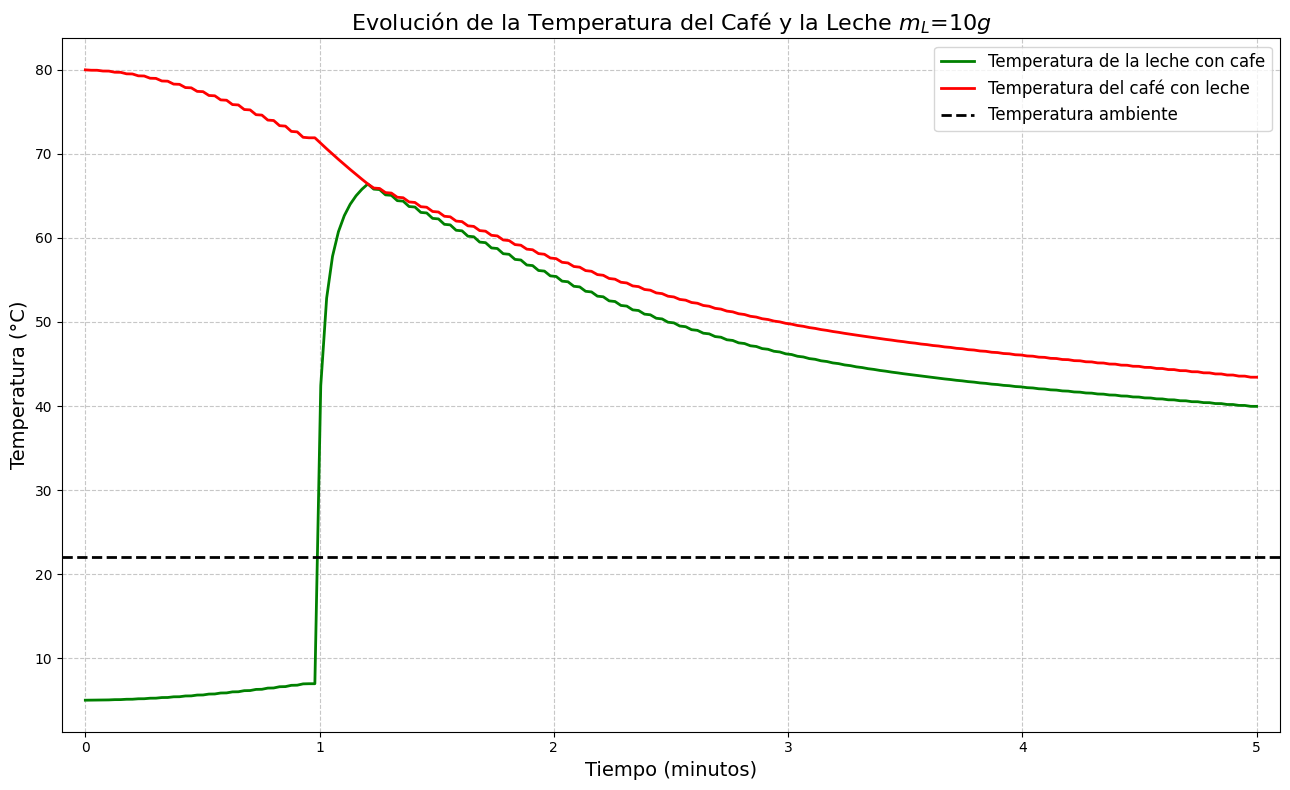 Evolución de la Temperatura del Café y la Leche m_L=10g
Temperatura de la leche con cafe
Temperatura del café con leche
Temperatura ambiente
Temperatura (°C)
80
70
60
50
40
30
20
10
0 1 2 3 4 5
Tiempo (minutos)